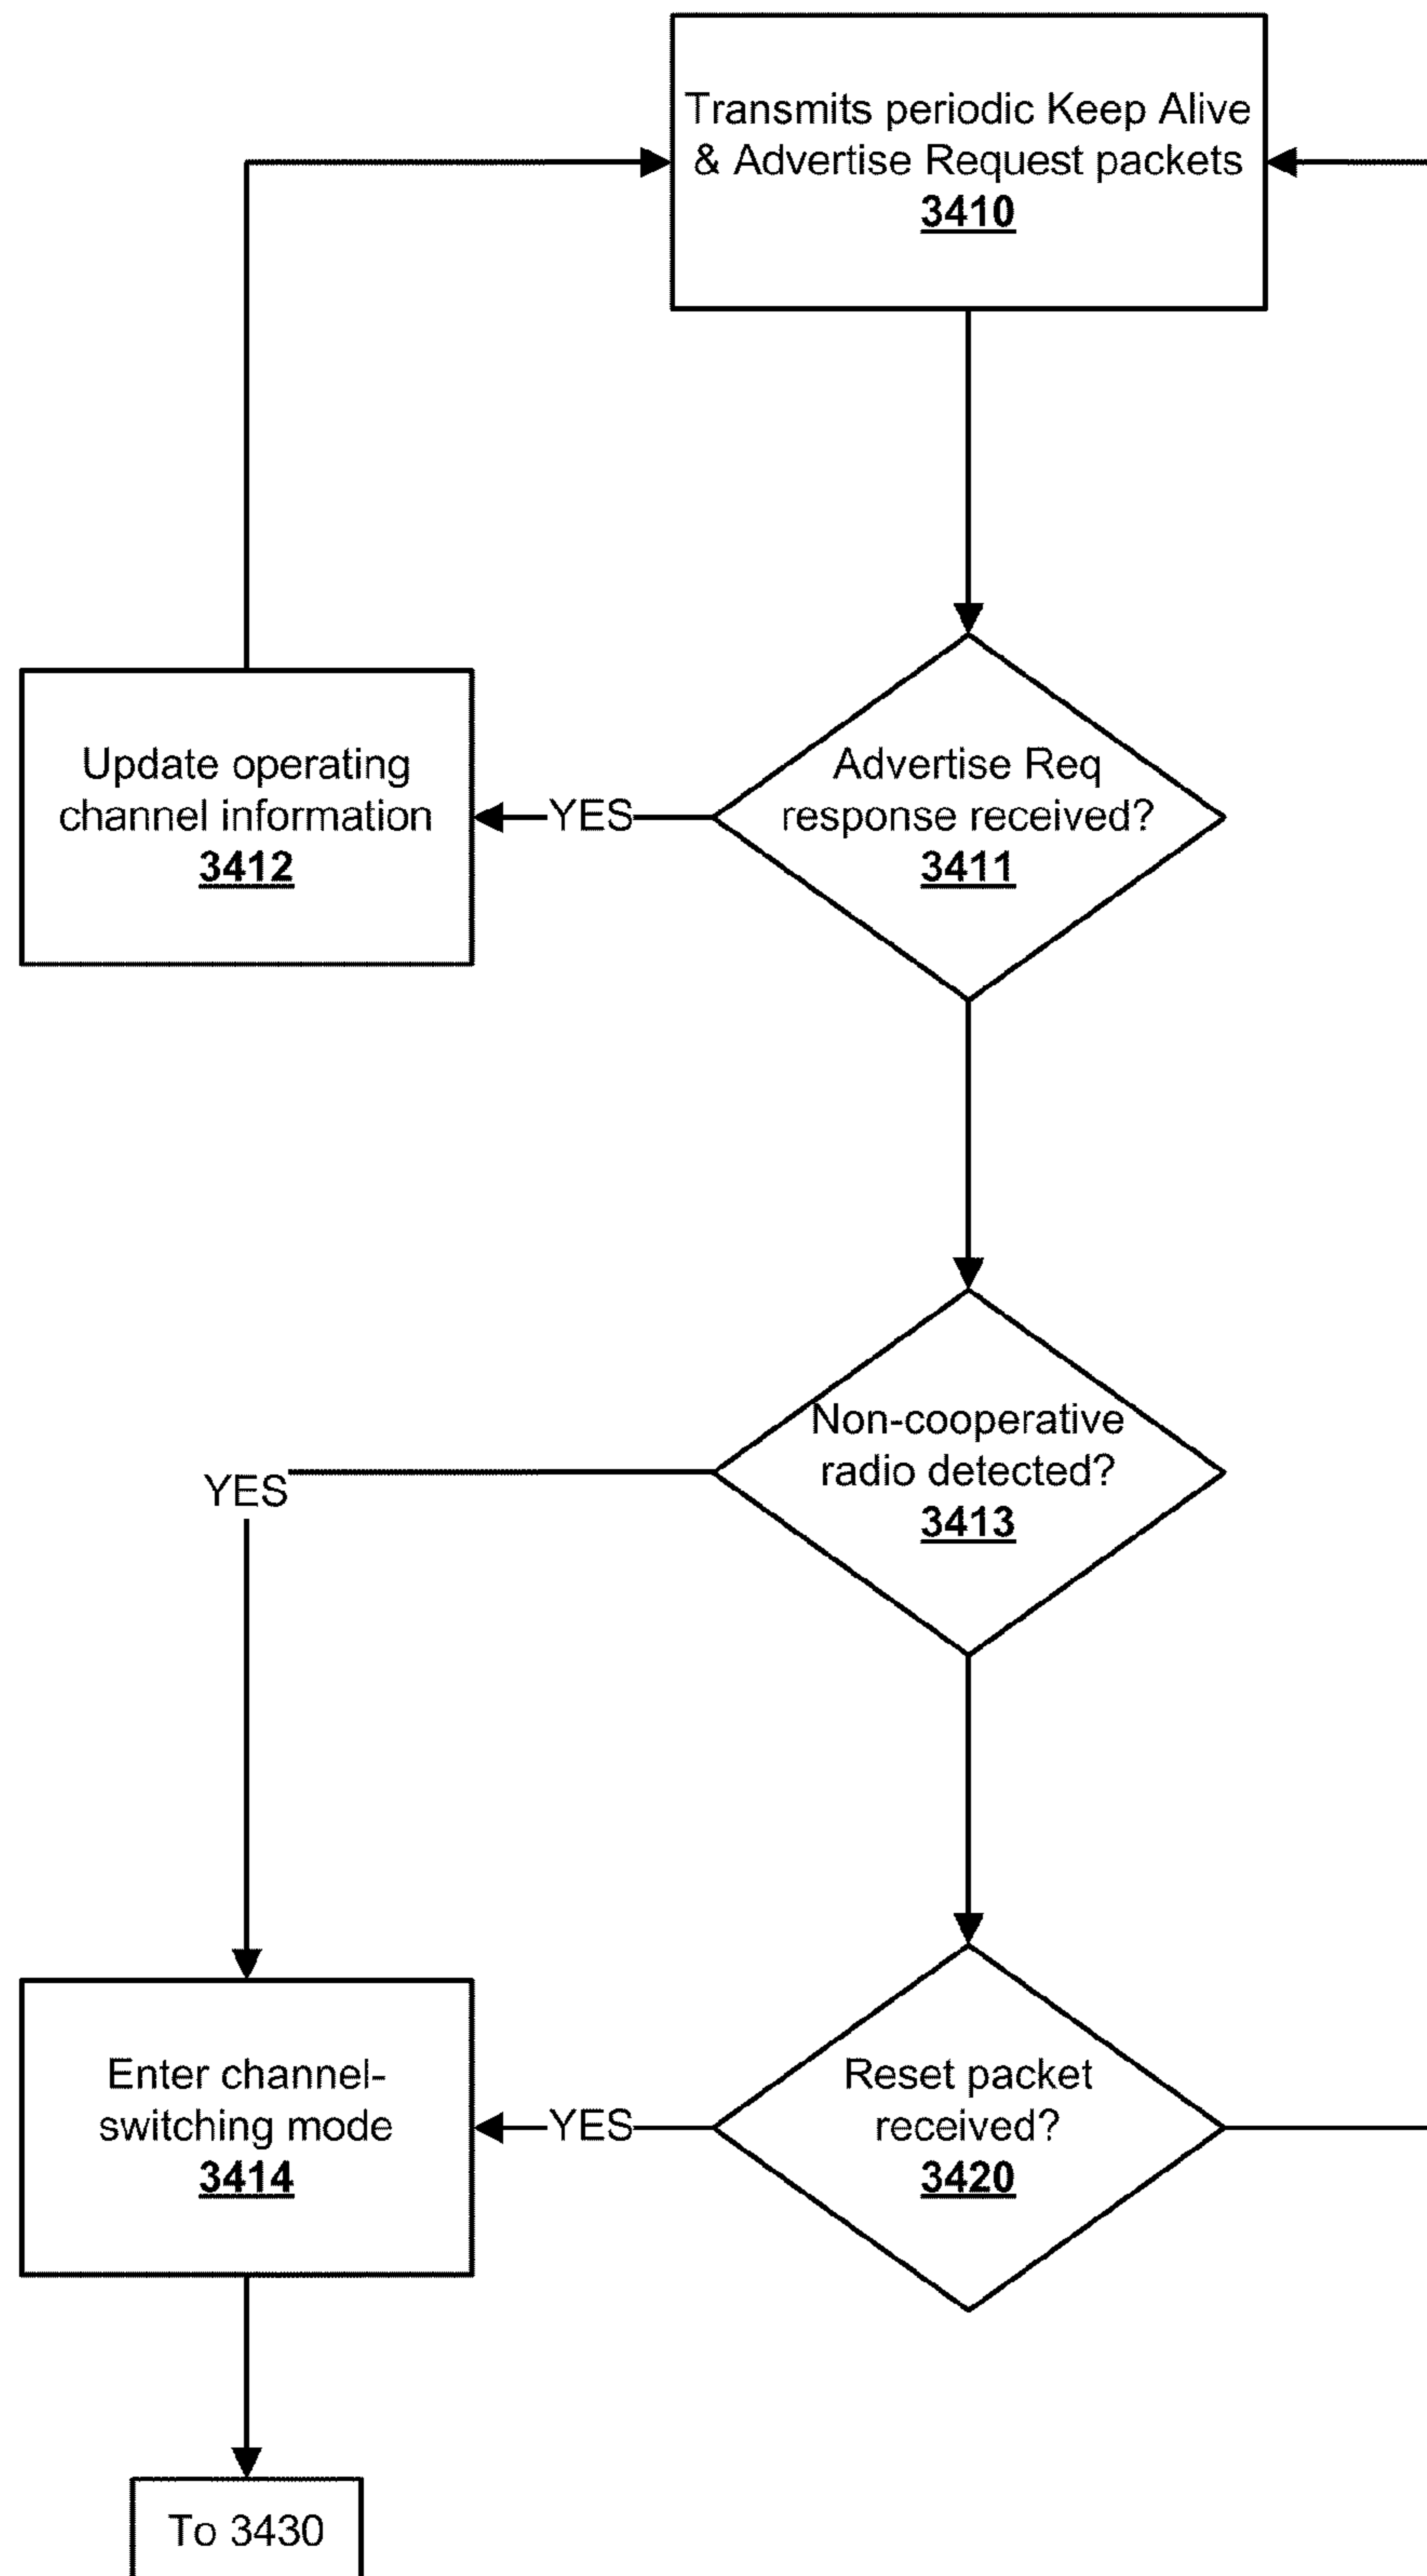 Transmits periodic Keep Alive
& Advertise Request packets
3410
Update operating
channel information
3412
YES
Advertise Req
response received?
3411
Non-cooperative
radio detected?
3413
YES
Enter channel-
switching mode
3414
YES
Reset packet
received?
3420
To 3430